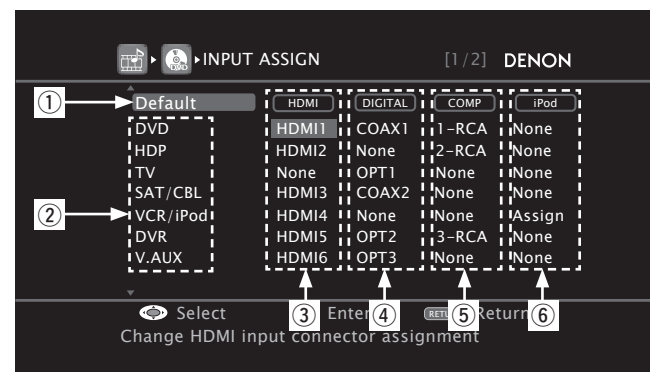 INPUT ASSIGN [1/2] DENON
① Default HDMI DIGITAL COMP iPod
DVD HDMI1 COAX1 1-RCA None
HDP HDMI2 None 2-RCA None
TV None OPT1 None None
SAT/CBL HDMI3 COAX2 None None
② VCR/iPod HDMI4 None None Assign
DVR HDMI5 OPT2 3-RCA None
V.AUX HDMI6 OPT3 None None
③ ④ ⑤ ⑥
Select Enter RETU Return
Change HDMI input connector assignment